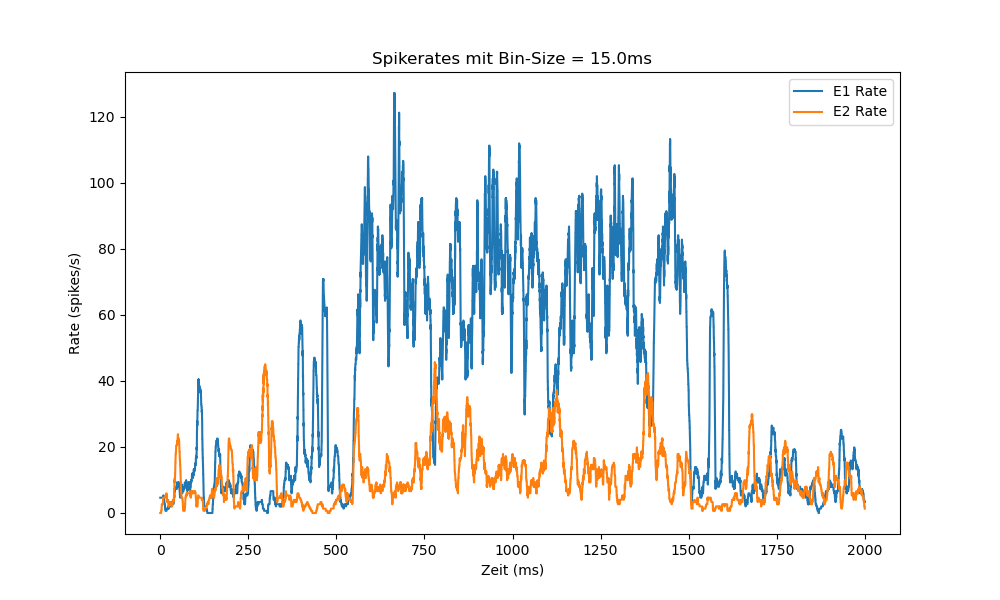 Spikerates mit Bin-Size = 15.0ms
E1 Rate
E2 Rate
Rate (spikes/s)
120
100
80
60
40
20
0
0 250 500 750 1000 1250 1500 1750 2000
Zeit (ms)